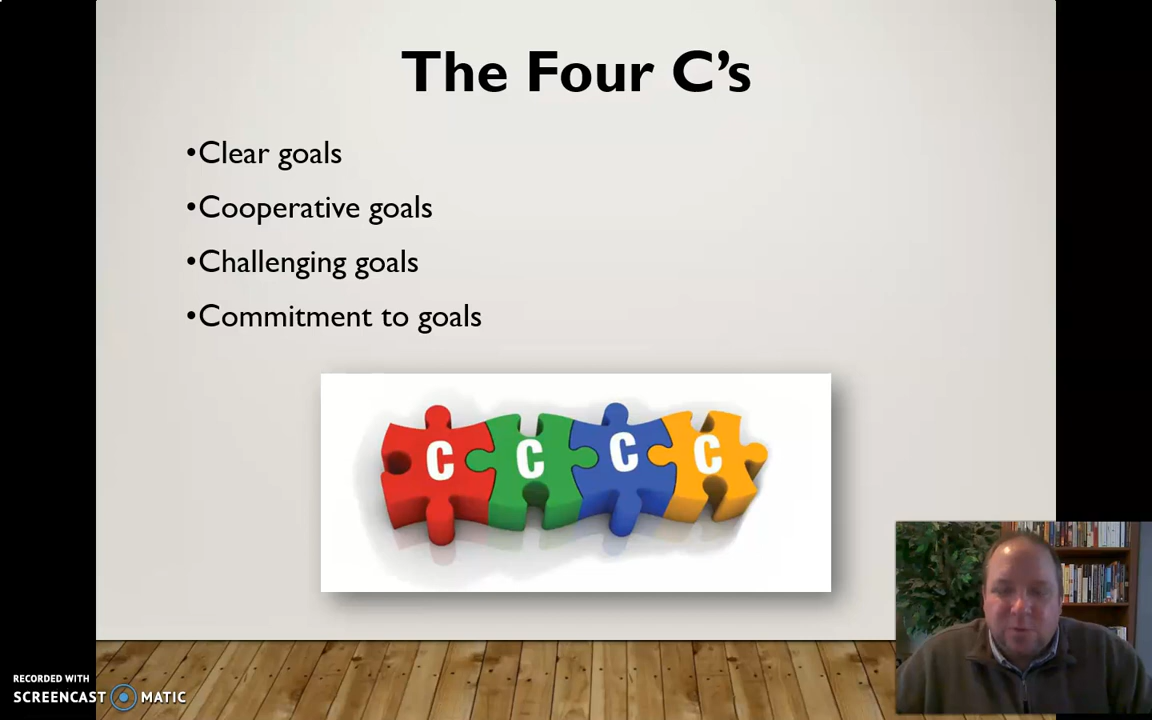 The Four C’s
•Clear goals
•Cooperative goals
•Challenging goals
•Commitment to goals
C C C C
RECORDED WITH
SCREENCAST MATIC